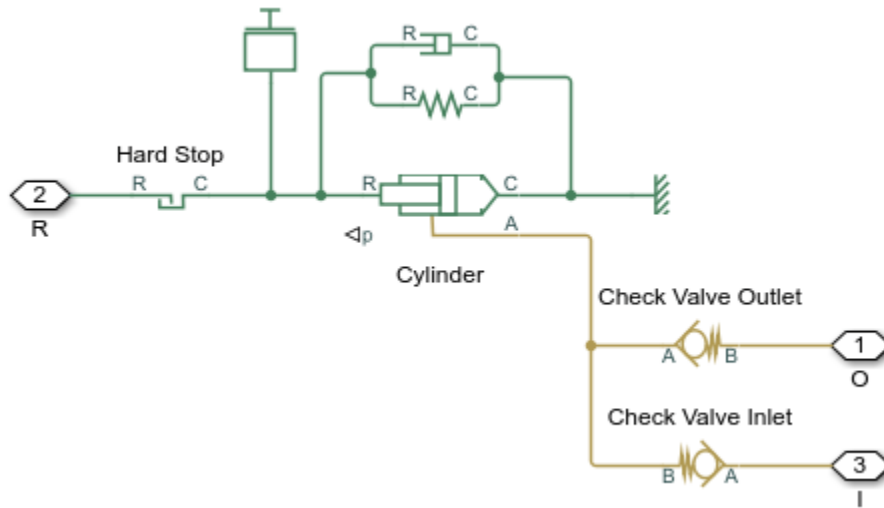 R C
R C
Hard Stop
R C
2
R
R C
p
A
Cylinder
Check Valve Outlet
A B
1
O
Check Valve Inlet
B A
3
I